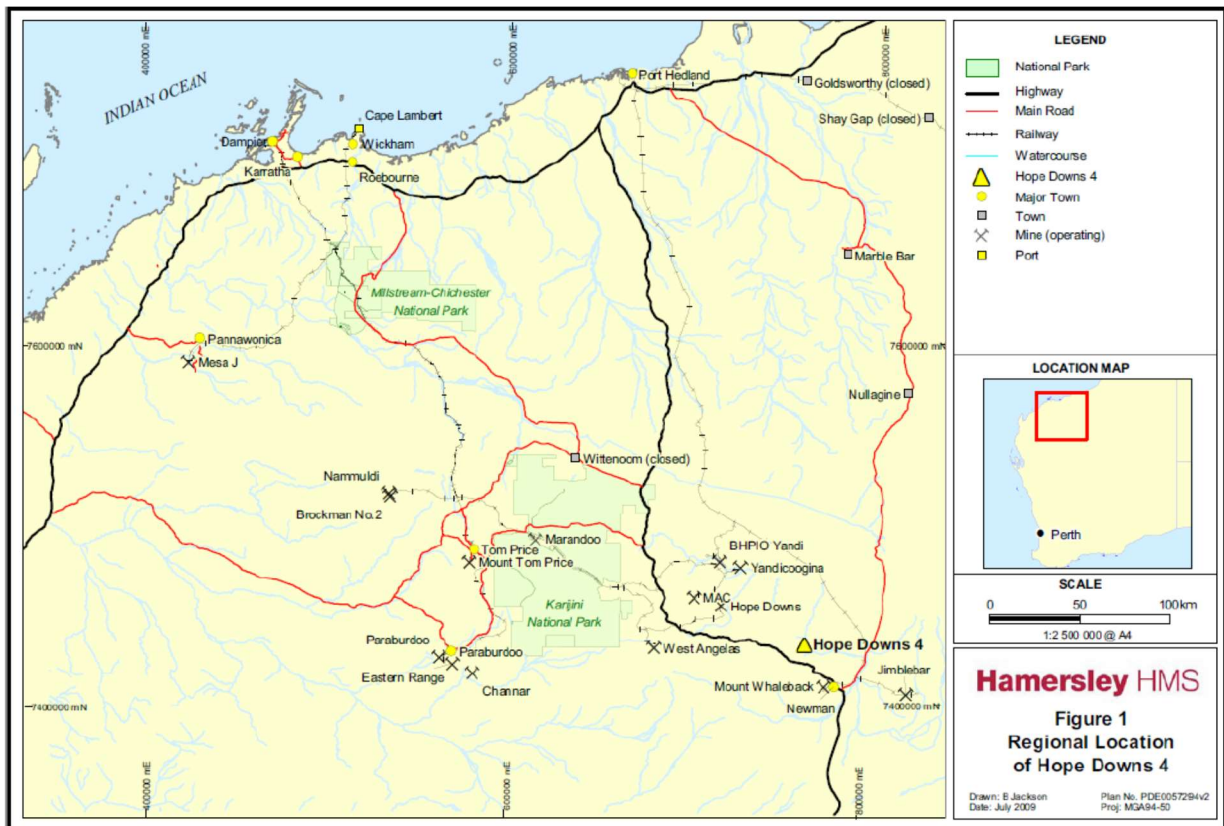 400000 mE
600000 mE
800000 mE
INDIAN OCEAN
Port Hedland
Goldsworthy (closed)
Shay Gap (closed)
Cape Lambert
Dampier
Wickham
Karratha
Roebourne
Marble Bar
Millstream-Chichester
National Park
Pannawonica
7600000 mN
7600000 mN
Mesa J
Nullagine
Wittenoom (closed)
Nammuldi
Brockman No.2
Marandoo
Tom Price
Mount Tom Price
BHPIO Yandi
Yandicoogina
MAC
Hope Downs
Karijini
National Park
Paraburdoo
Paraburdoo
West Angelas
Hope Downs 4
Eastern Range
Channar
Jimblebar
Mount Whaleback
Newman
7400000 mN
7400000 mN
400000 mE
600000 mE
800000 mE
LEGEND
National Park
Highway
Main Road
Railway
Watercourse
Hope Downs 4
Major Town
Town
Mine (operating)
Port
LOCATION MAP
Perth
SCALE
0 50 100km
1:2 500 000 @ A4
Hamersley HMS
Figure 1
Regional Location
of Hope Downs 4
Drawn: B Jackson Plan No. PDE0057294v2
Date: July 2009 Proj: MGA94-50